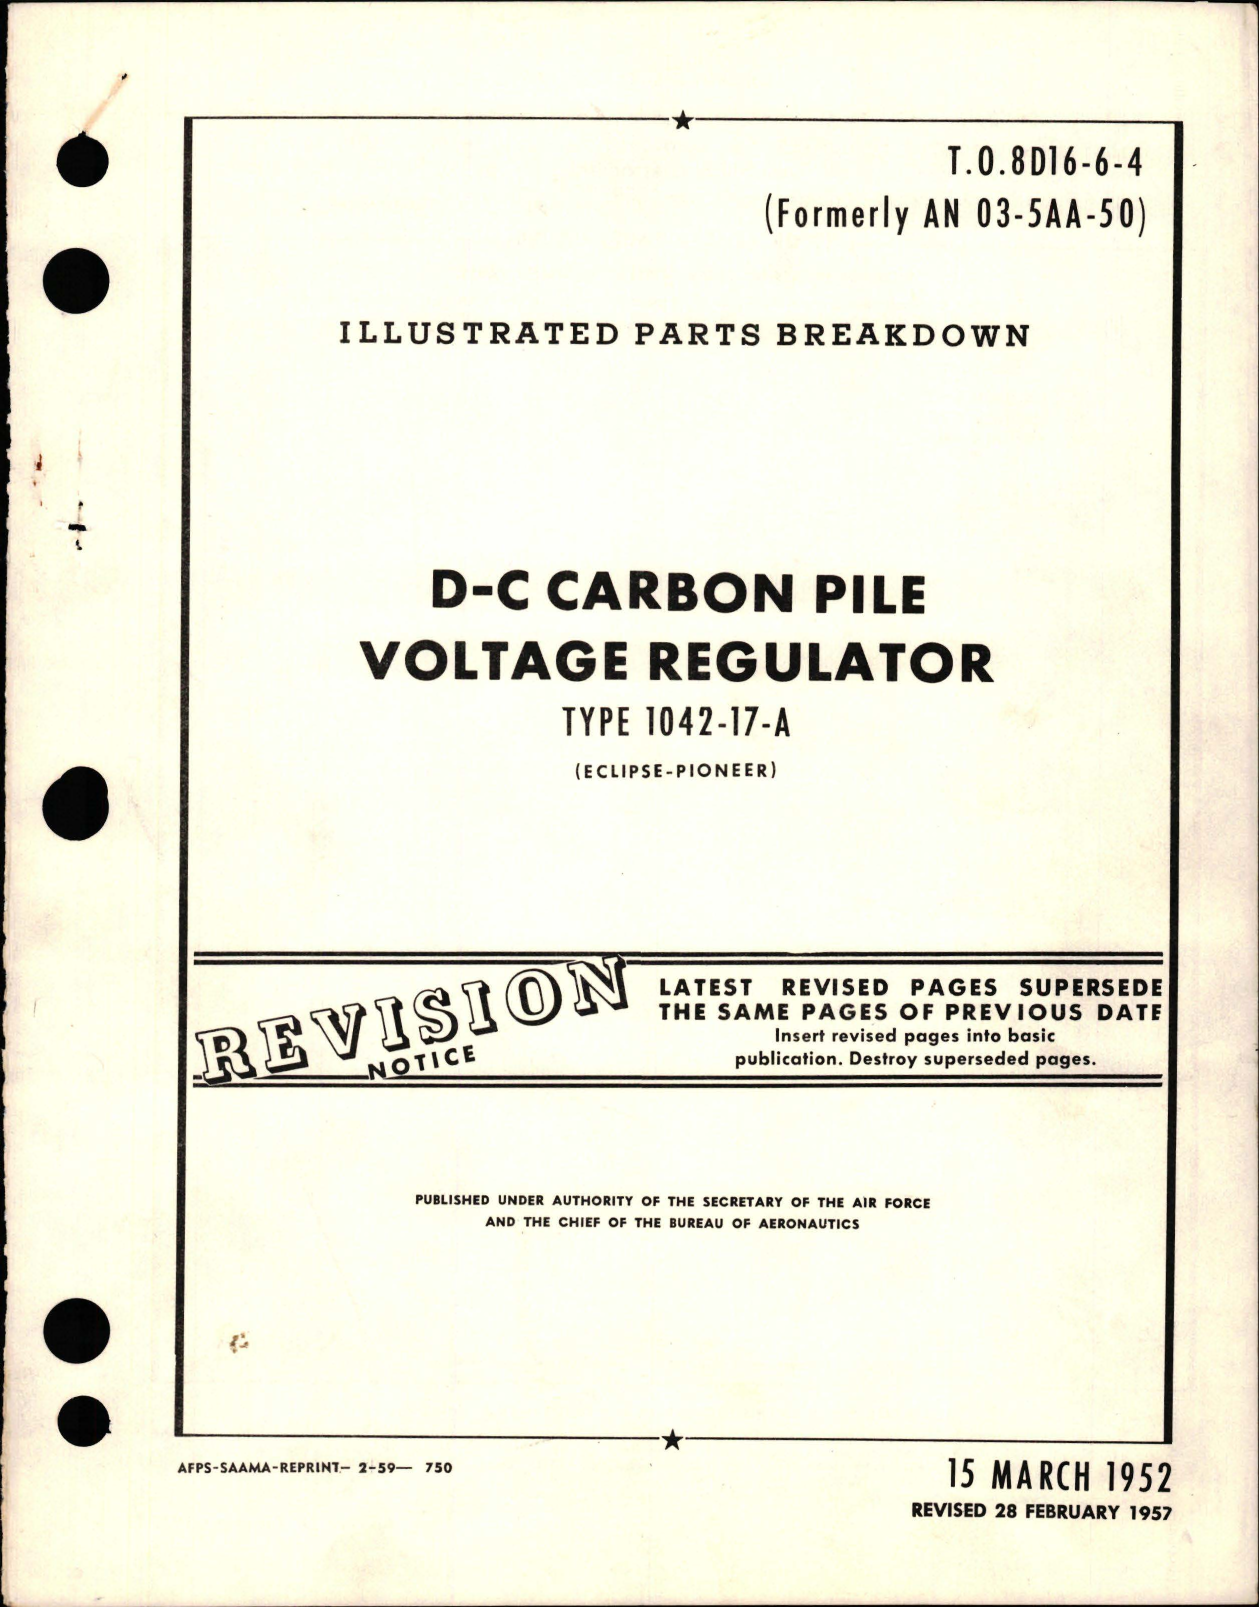 T.O.8D16-6-4
(Formerly AN 03-5AA-50)
ILLUSTRATED PARTS BREAKDOWN
D-C CARBON PILE
VOLTAGE REGULATOR
TYPE 1042-17-A
(ECLIPSE-PIONEER)
REVISION
NOTICE
LATEST REVISED PAGES SUPERSEDE
THE SAME PAGES OF PREVIOUS DATE
Insert revised pages into basic
publication. Destroy superseded pages.
PUBLISHED UNDER AUTHORITY OF THE SECRETARY OF THE AIR FORCE
AND THE CHIEF OF THE BUREAU OF AERONAUTICS
AFPS-SAAMA-REPRINT— 2-59— 750
15 MARCH 1952
REVISED 28 FEBRUARY 1957